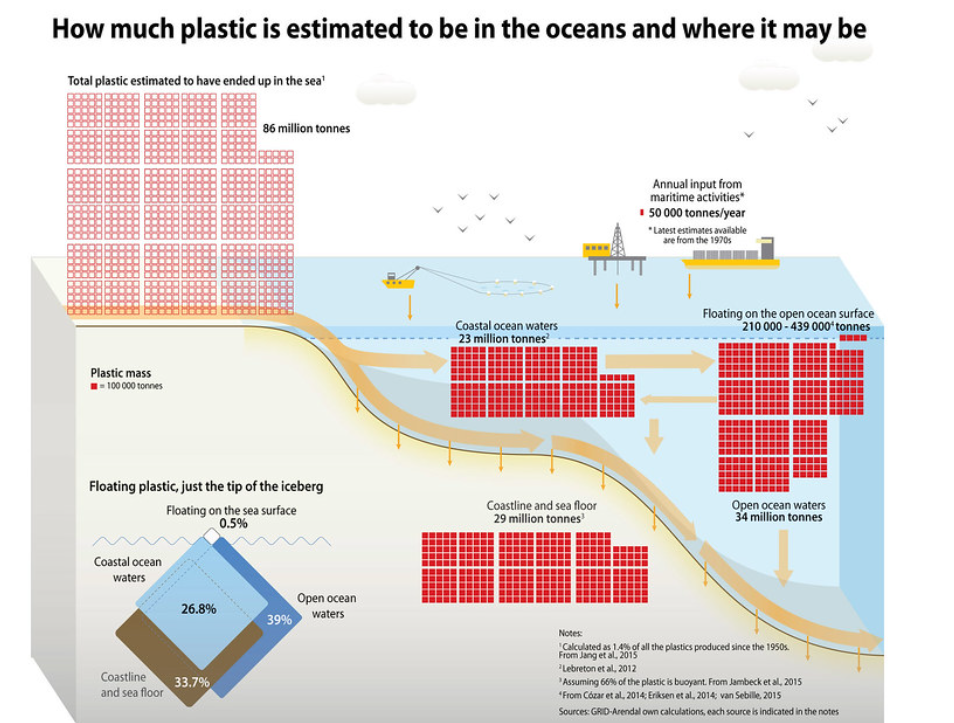 How much plastic is estimated to be in the oceans and where it may be
Total plastic estimated to have ended up in the sea¹
86 million tonnes
Annual input from
maritime activities*
50 000 tonnes/year
* Latest estimates available
are from the 1970s
Floating on the open ocean surface
210 000 - 439 000⁴ tonnes
Coastal ocean waters
23 million tonnes²
Plastic mass
= 100 000 tonnes
Floating plastic, just the tip of the iceberg
Floating on the sea surface
0.5%
Coastal ocean
waters
26.8%
Open ocean
waters
39%
Coastline
and sea floor
33.7%
Coastline and sea floor
29 million tonnes³
Open ocean waters
34 million tonnes
Notes:
¹ Calculated as 1.4% of all the plastics produced since the 1950s.
From Jang et al., 2015
² Lebreton et al., 2012
³ Assuming 66% of the plastic is buoyant. From Jambeck et al., 2015
⁴ From Cózar et al., 2014; Eriksen et al., 2014; van Sebille, 2015
Sources: GRID-Arendal own calculations, each source is indicated in the notes